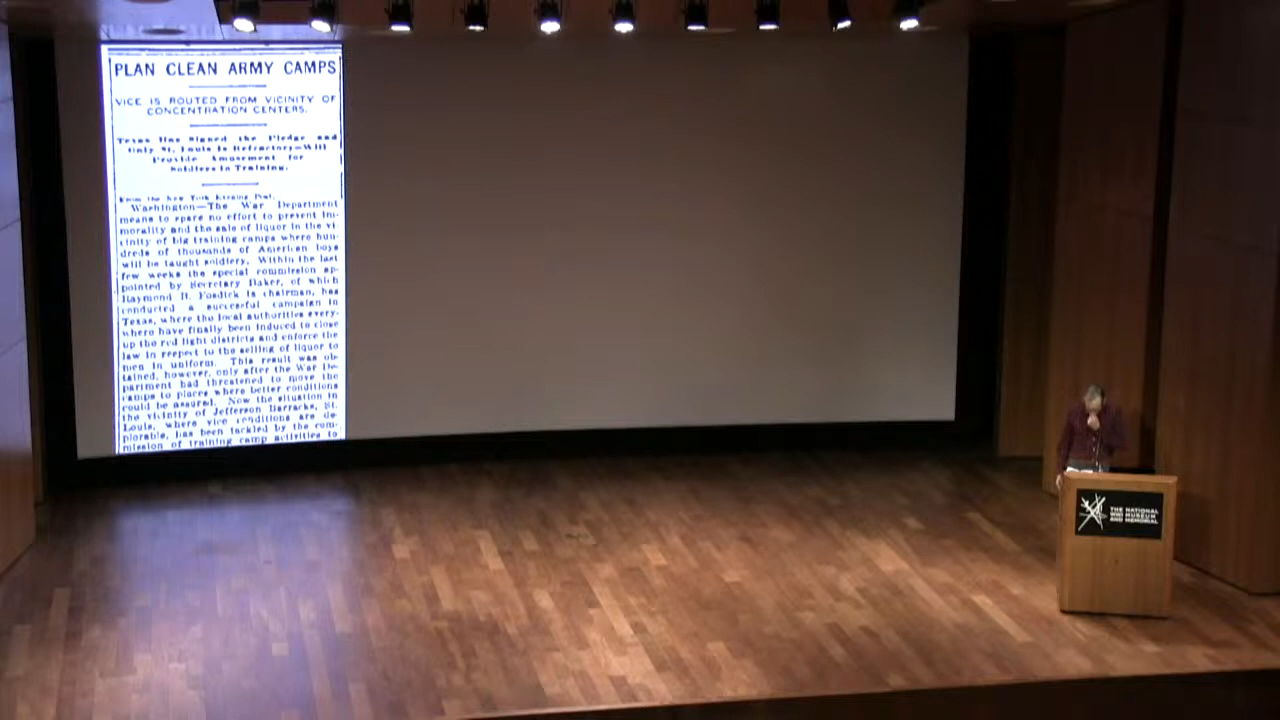 PLAN CLEAN ARMY CAMPS
VICE IS ROUTED FROM VICINITY OF
CONCENTRATION CENTERS.
Texas Has Signed the Pledge and
Only St. Louis Is Refractory—Will
Provide Amusement for
Soldiers in Training.
From the New York Evening Post.
Washington—The War Department
means to spare no effort to prevent im-
morality and the sale of liquor in the vi-
cinity of big training camps where hun-
dreds of thousands of American boys
will be taught soldiery. Within the last
few weeks the special commission ap-
pointed by Secretary Baker, of which
Raymond B. Fosdick is chairman, has
conducted a successful campaign in
Texas, where the local authorities every-
where have finally been induced to close
up the red light districts and enforce the
law in respect to the selling of liquor to
men in uniform. This result was ob-
tained, however, only after the War De-
partment had threatened to move the
camps to places where better conditions
could be assured. Now the situation in
the vicinity of Jefferson Barracks, St.
Louis, where vice conditions are de-
plorable, has been tackled by the com-
mission of training camp activities to
THE NATIONAL
WWI MUSEUM
AND MEMORIAL